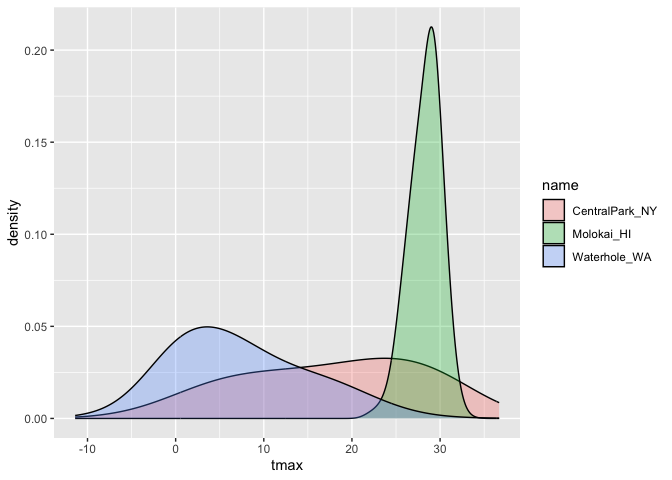 0.20
0.15
0.10
0.05
0.00
density
-10 0 10 20 30
tmax
name
CentralPark_NY
Molokai_HI
Waterhole_WA